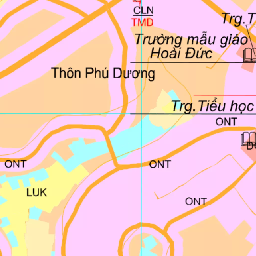 CLN
TMD
Trg.T
Trường mẫu giáo
Hoài Đức
Thôn Phú Dương
Trg.Tiểu học
ONT
ONT
ONT
LUK
ONT